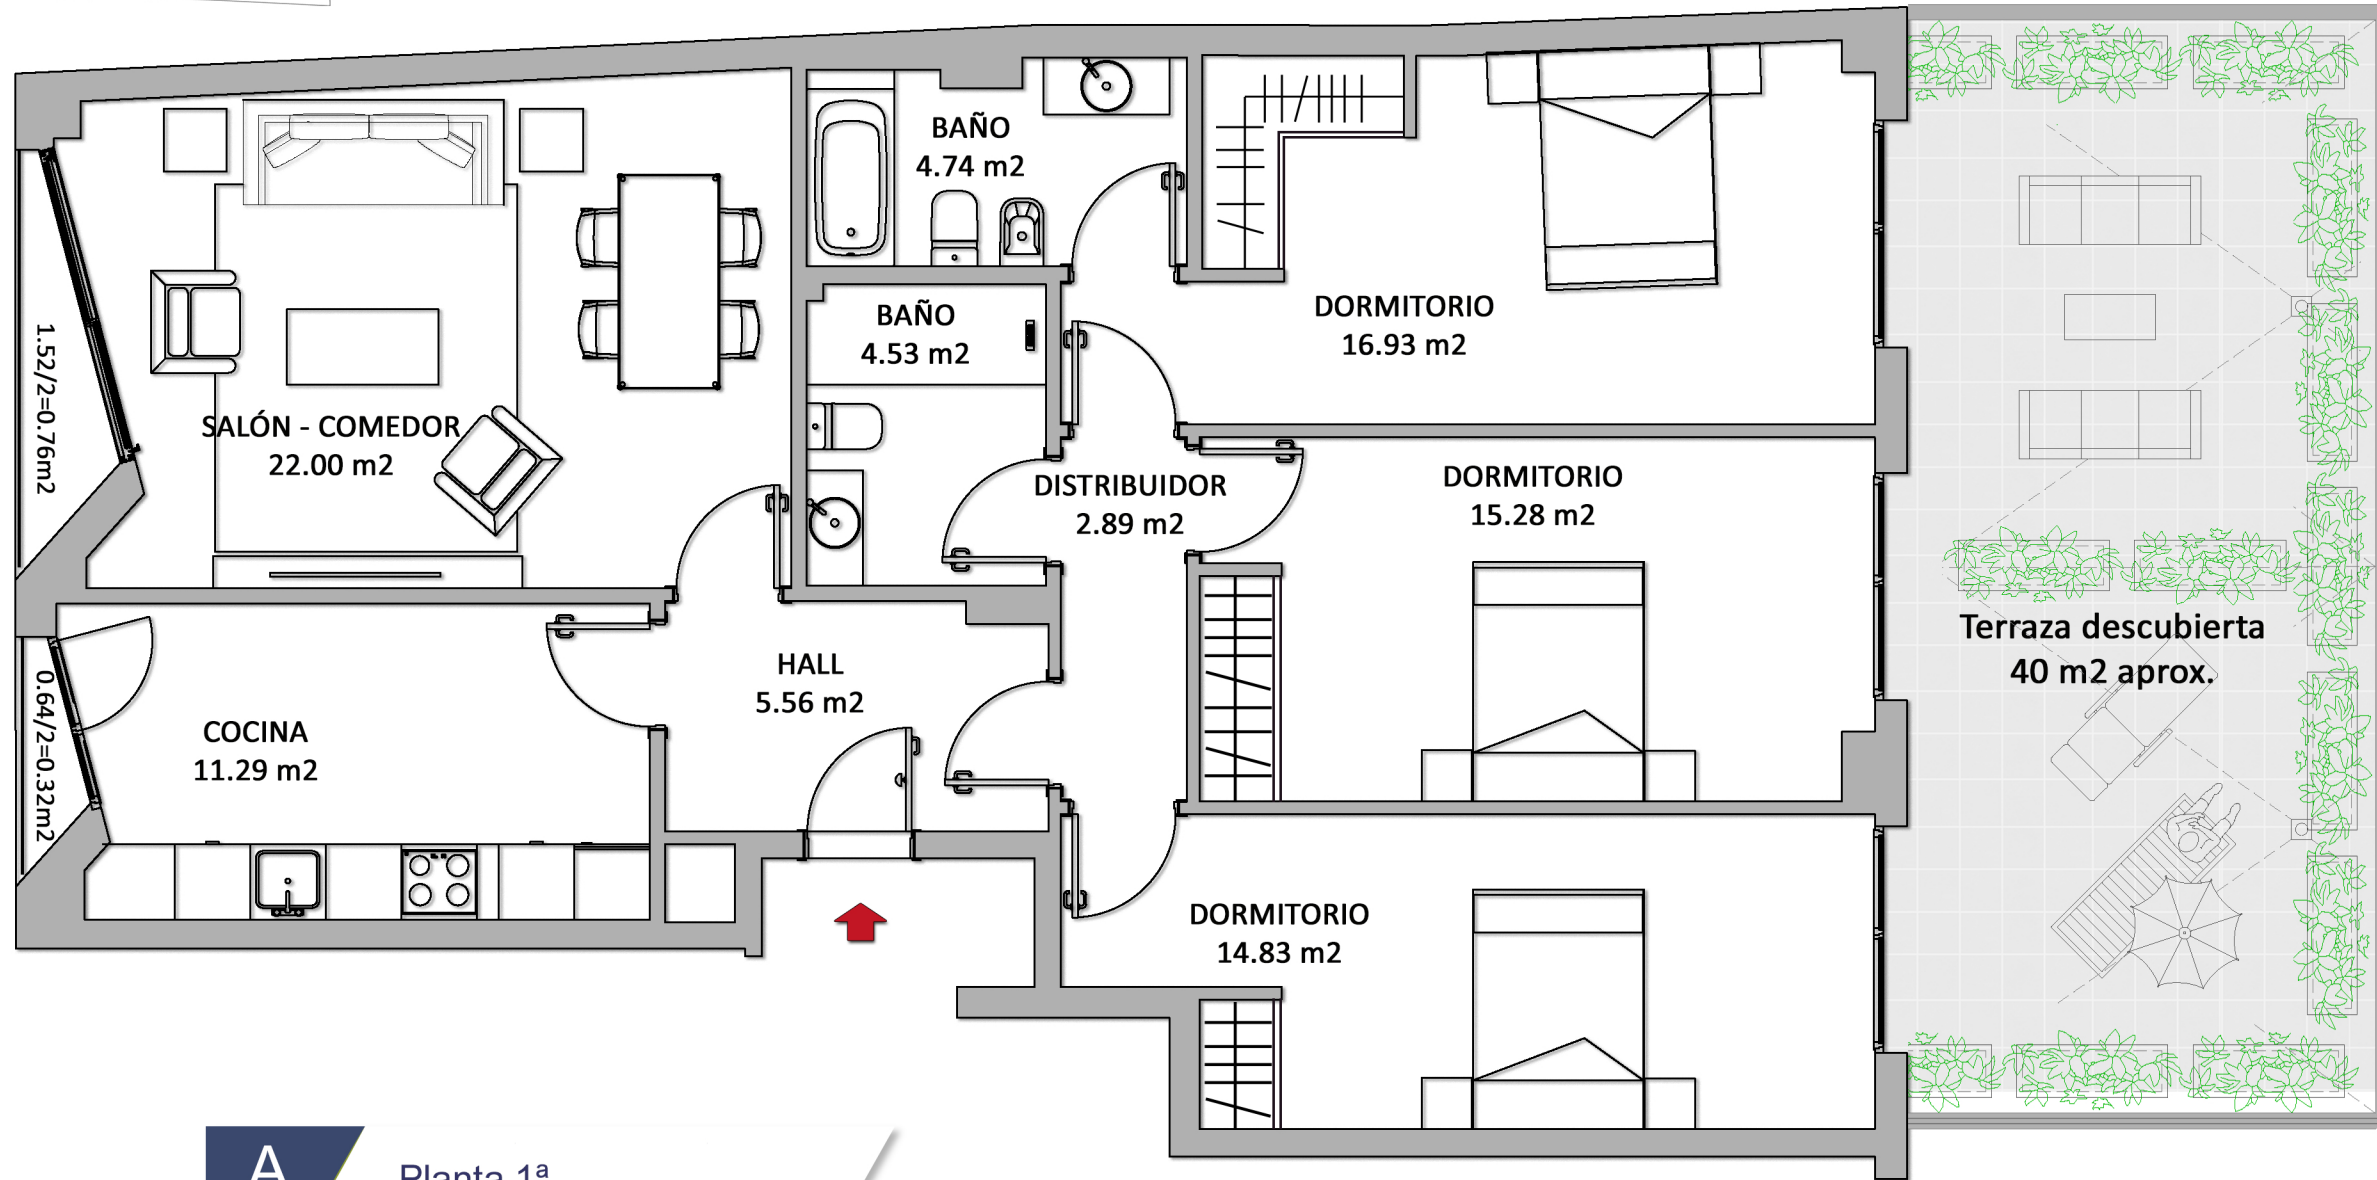 BAÑO
4.74 m2
DORMITORIO
16.93 m2
BAÑO
4.53 m2
1.52/2=0.76m2
SALÓN - COMEDOR
22.00 m2
DISTRIBUIDOR
2.89 m2
DORMITORIO
15.28 m2
Terraza descubierta
40 m2 aprox.
HALL
5.56 m2
COCINA
11.29 m2
0.64/2=0.32m2
DORMITORIO
14.83 m2
A
Planta 1ª